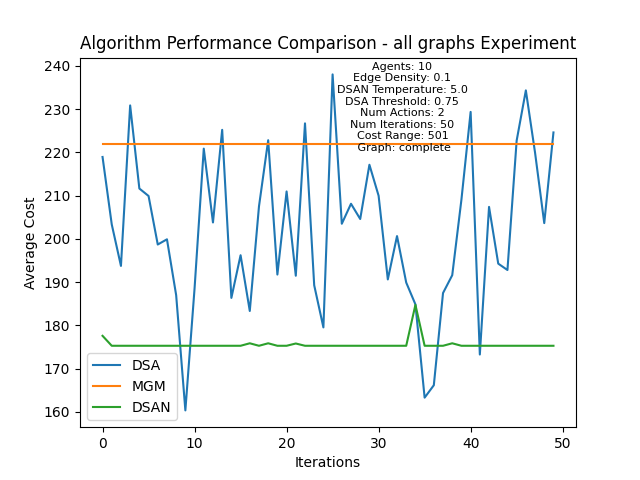 Algorithm Performance Comparison - all graphs Experiment
Agents: 10
Edge Density: 0.1
DSAN Temperature: 5.0
DSA Threshold: 0.75
Num Actions: 2
Num Iterations: 50
Cost Range: 501
Graph: complete
Average Cost
240
230
220
210
200
190
180
170
160
DSA
MGM
DSAN
0
10
20
30
40
50
Iterations